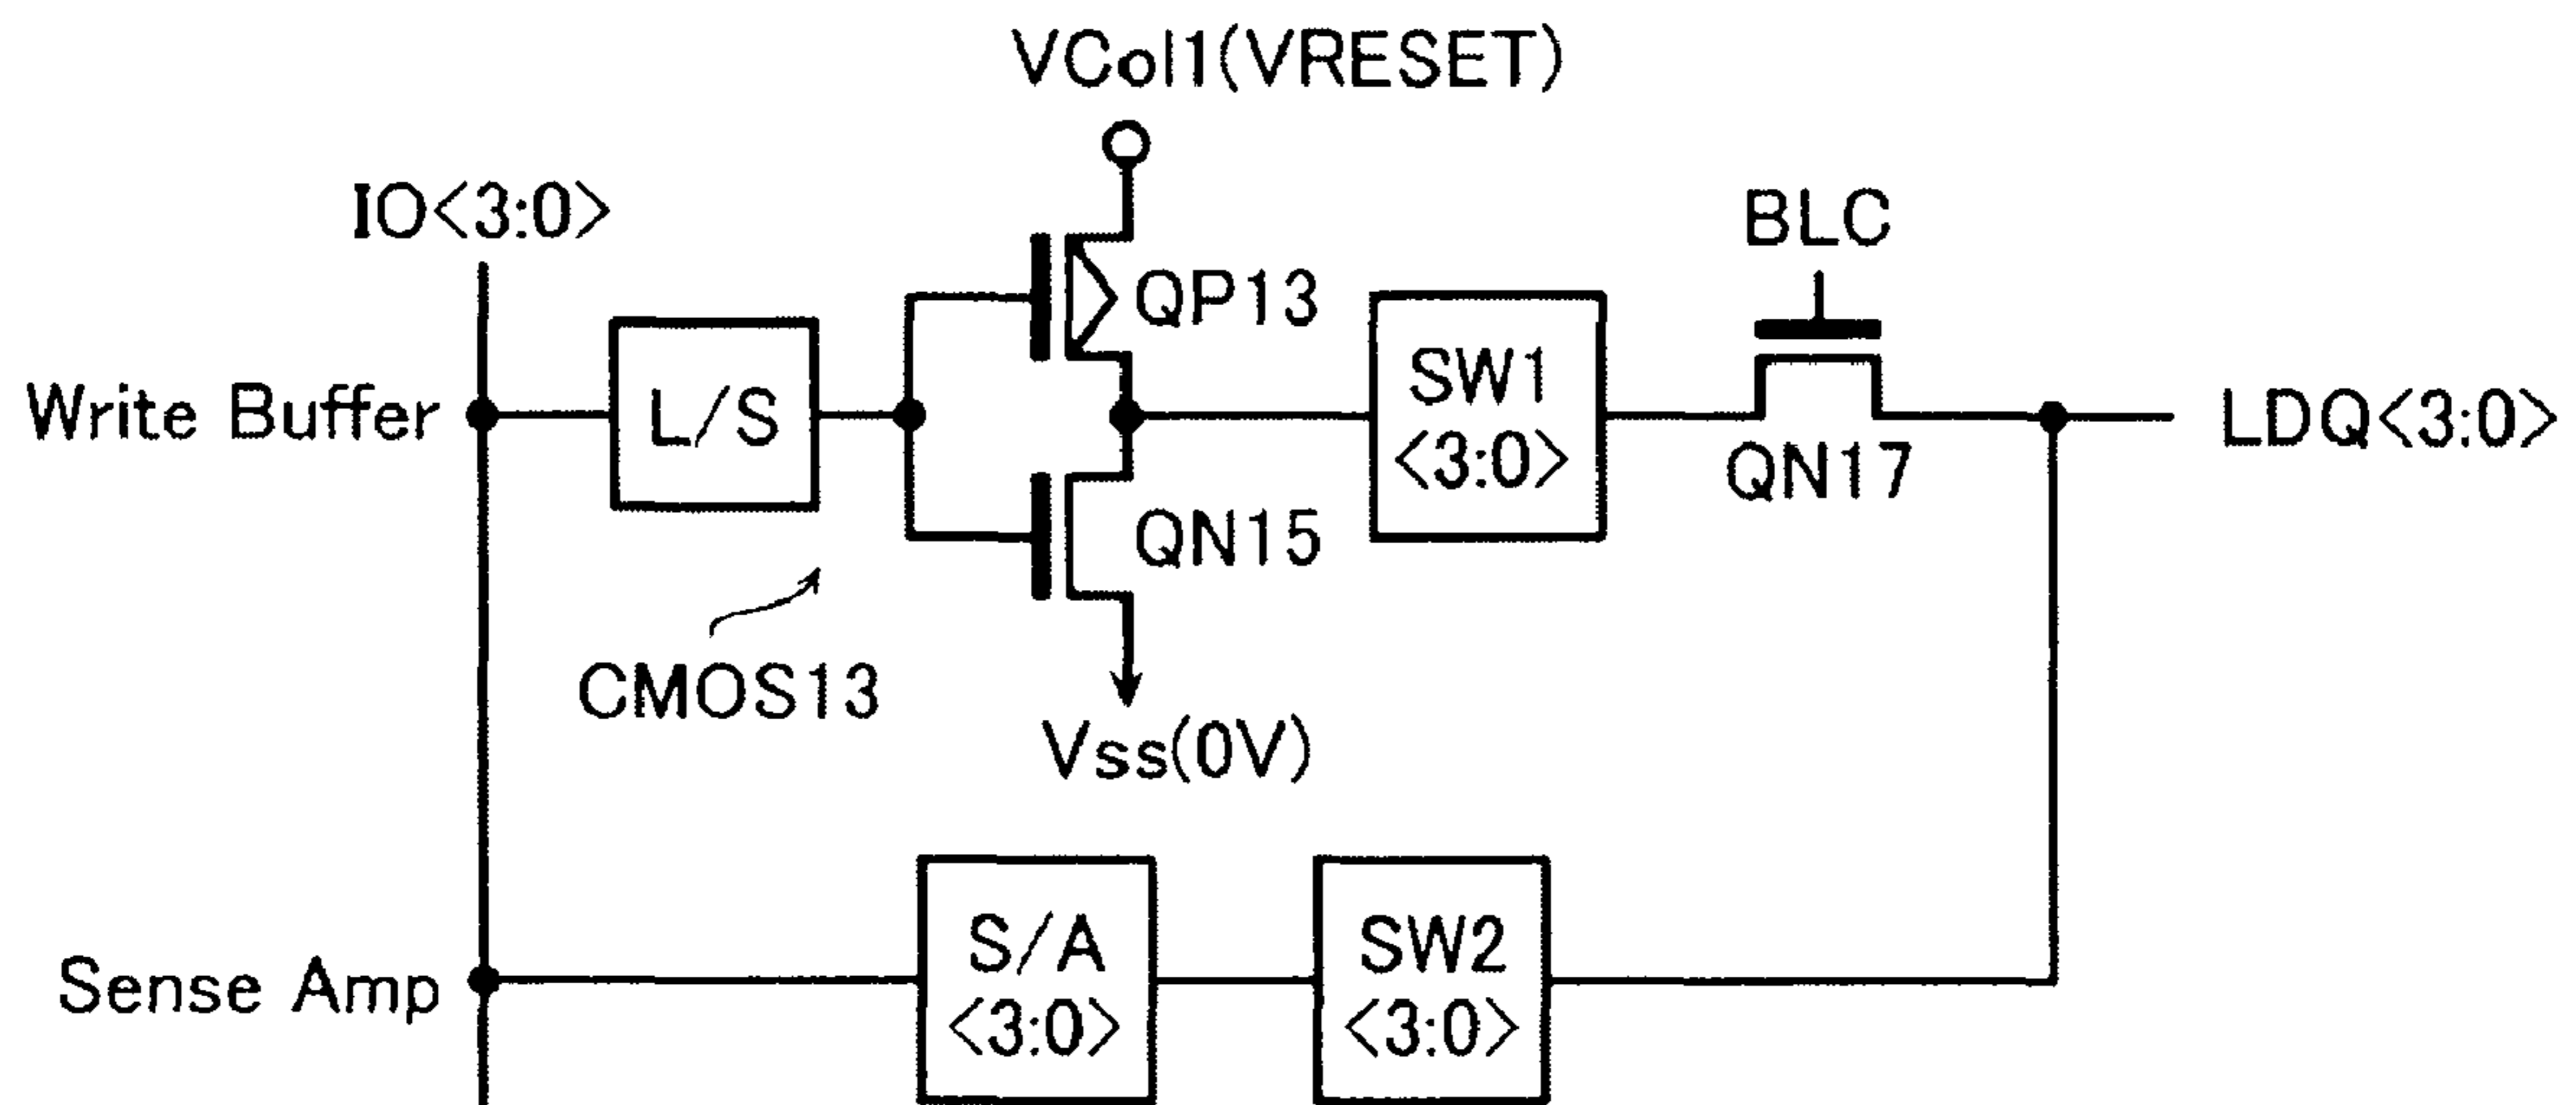 VCol1(VRESET)
IO<3:0>
BLC
QP13
Write Buffer
L/S
SW1
<3:0>
LDQ<3:0>
QN17
QN15
CMOS13
Vss(0V)
Sense Amp
S/A
<3:0>
SW2
<3:0>